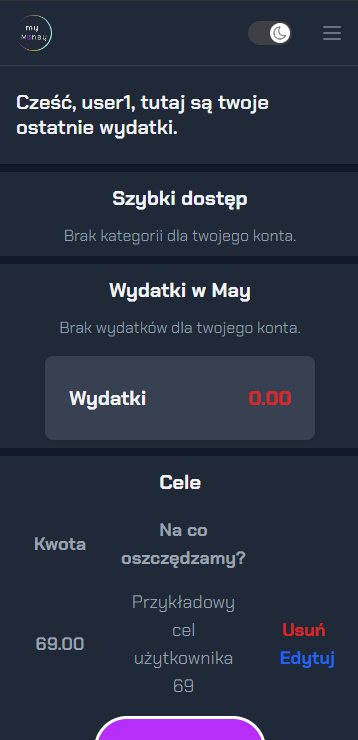 my
Money
Cześć, user1, tutaj są twoje
ostatnie wydatki.
Szybki dostęp
Brak kategorii dla twojego konta.
Wydatki w May
Brak wydatków dla twojego konta.
Wydatki 0.00
Cele
Kwota
Na co
oszczędzamy?
Przykładowy
cel
użytkownika
69
69.00
Usuń
Edytuj